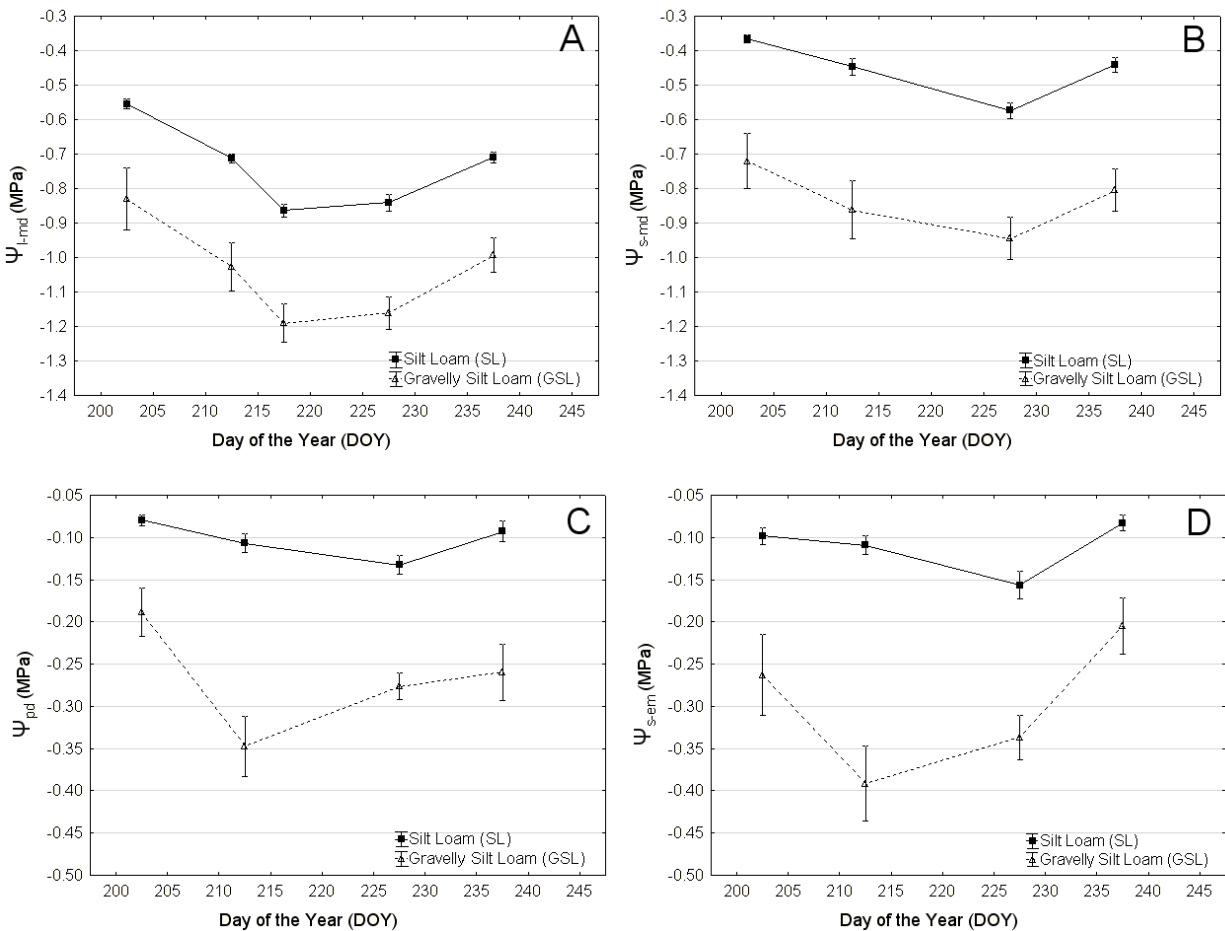 A
-0.3
-0.4
-0.5
-0.6
-0.7
-0.8
-0.9
-1.0
-1.1
-1.2
-1.3
-1.4
Ψl-md (MPa)
Silt Loam (SL)
Gravelly Silt Loam (GSL)
200 205 210 215 220 225 230 235 240 245
Day of the Year (DOY)
B
-0.3
-0.4
-0.5
-0.6
-0.7
-0.8
-0.9
-1.0
-1.1
-1.2
-1.3
-1.4
Ψs-md (MPa)
Silt Loam (SL)
Gravelly Silt Loam (GSL)
200 205 210 215 220 225 230 235 240 245
Day of the Year (DOY)
C
-0.05
-0.10
-0.15
-0.20
-0.25
-0.30
-0.35
-0.40
-0.45
-0.50
Ψpd (MPa)
Silt Loam (SL)
Gravelly Silt Loam (GSL)
200 205 210 215 220 225 230 235 240 245
Day of the Year (DOY)
D
-0.05
-0.10
-0.15
-0.20
-0.25
-0.30
-0.35
-0.40
-0.45
-0.50
Ψs-em (MPa)
Silt Loam (SL)
Gravelly Silt Loam (GSL)
200 205 210 215 220 225 230 235 240 245
Day of the Year (DOY)